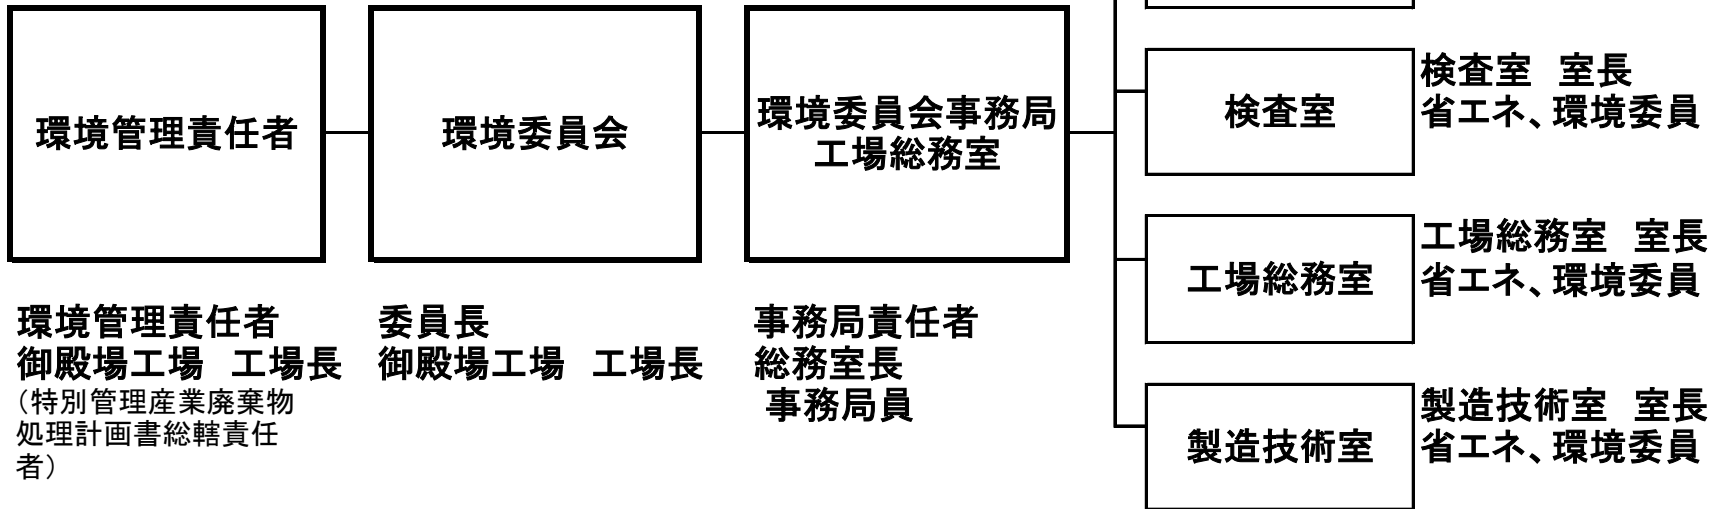 環境管理責任者
環境管理責任者
御殿場工場　工場長
（特別管理産業廃棄物
処理計画書総轄責任
者）
環境委員会
委員長
御殿場工場　工場長
環境委員会事務局
工場総務室
事務局責任者
総務室長
事務局員
検査室
検査室　室長
省エネ、環境委員
工場総務室
工場総務室　室長
省エネ、環境委員
製造技術室
製造技術室　室長
省エネ、環境委員